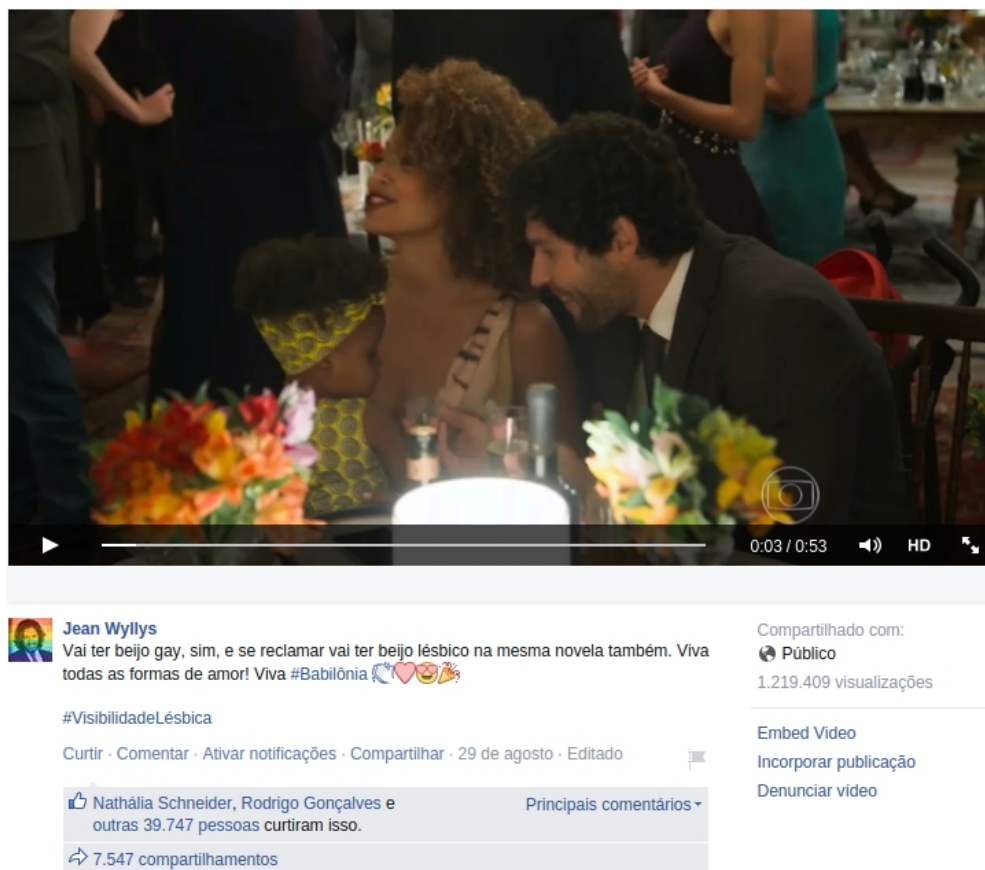 0:03 / 0:53 HD
Jean Wyllys
Vai ter beijo gay, sim, e se reclamar vai ter beijo lésbico na mesma novela também. Viva
todas as formas de amor! Viva #Babilônia
#VisibilidadeLésbica
Curtir · Comentar · Ativar notificações · Compartilhar · 29 de agosto · Editado
Nathália Schneider, Rodrigo Gonçalves e
outras 39.747 pessoas curtiram isso.
Principais comentários
7.547 compartilhamentos
Compartilhado com:
Público
1.219.409 visualizações
Embed Video
Incorporar publicação
Denunciar vídeo